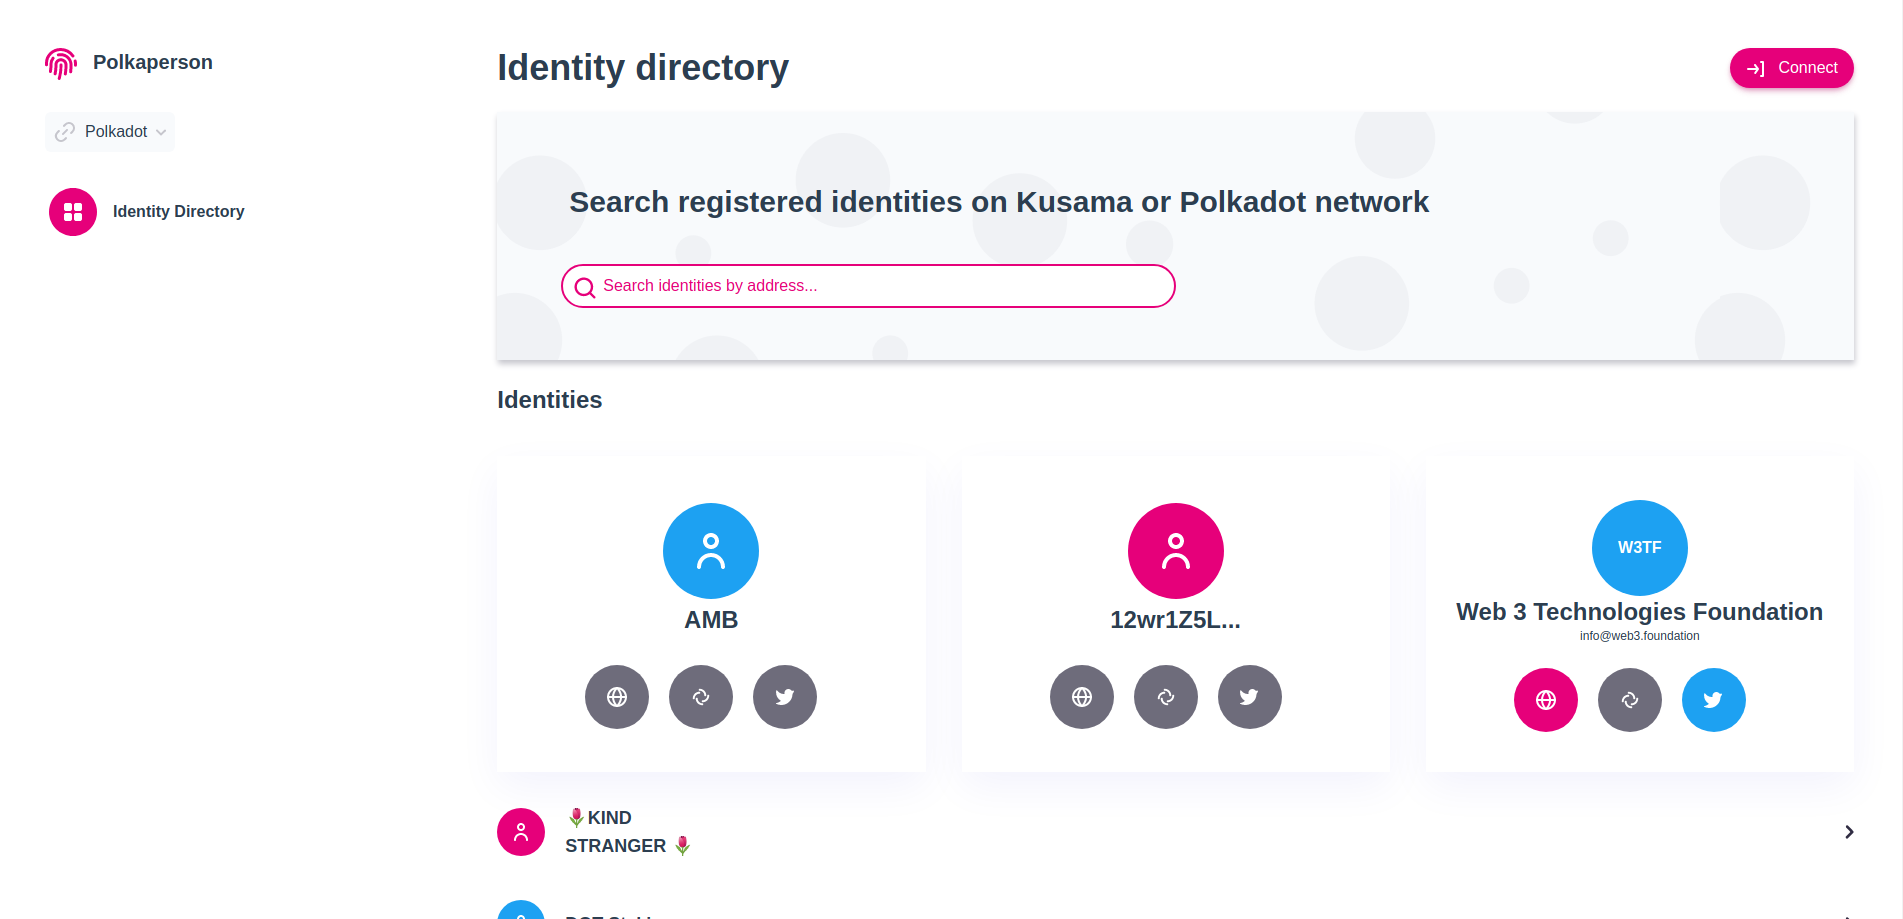 Polkaperson
Polkadot
Identity Directory
Identity directory
Connect
Search registered identities on Kusama or Polkadot network
Search identities by address...
Identities
AMB
12wr1Z5L...
W3TF
Web 3 Technologies Foundation
info@web3.foundation
🌷KIND
STRANGER 🌷